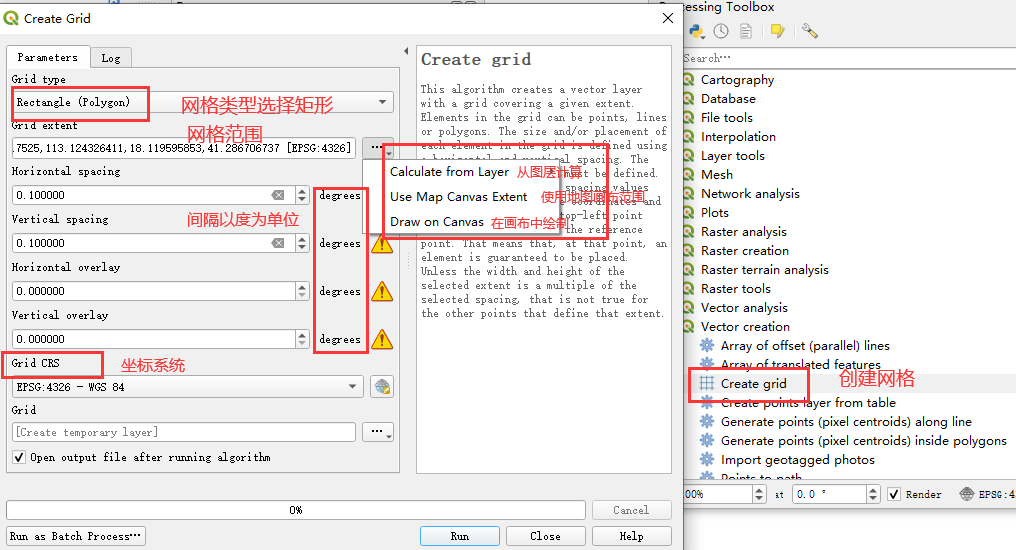 Create Grid
Parameters
Log
Grid type
Rectangle (Polygon)
网格类型选择矩形
Grid extent
网格范围
.7525,113.124326411,18.119595853,41.286706737 [EPSG:4326]
Horizontal spacing
0.100000
degrees
间隔以度为单位
Vertical spacing
0.100000
degrees
Horizontal overlay
0.000000
degrees
Vertical overlay
0.000000
degrees
Grid CRS
坐标系统
EPSG:4326 - WGS 84
Grid
[Create temporary layer]
Open output file after running algorithm
Calculate from Layer 从图层计算
Use Map Canvas Extent 使用地图画布范围
Draw on Canvas 在画布中绘制
Create grid
This algorithm creates a vector layer
with a grid covering a given extent.
Elements in the grid can be points, lines
or polygons. The size and/or placement of
each element in the grid is defined using
a horizontal and vertical spacing. The
must be defined.
spacing values
coordinates and
top-left point
the reference
point. That means that, at that point, an
element is guaranteed to be placed.
Unless the width and height of the
selected extent is a multiple of the
selected spacing, that is not true for
the other points that define that extent.
0%
Cancel
Run as Batch Process…
Run
Close
Help
cessing Toolbox
Search…
Cartography
Database
File tools
Interpolation
Layer tools
Mesh
Network analysis
Plots
Raster analysis
Raster creation
Raster terrain analysis
Raster tools
Vector analysis
Vector creation
Array of offset (parallel) lines
Array of translated features
Create grid
创建网格
Create points layer from table
Generate points (pixel centroids) along line
Generate points (pixel centroids) inside polygons
Import geotagged photos
Points to path
00%
at
0.0 °
Render
EPSG:4